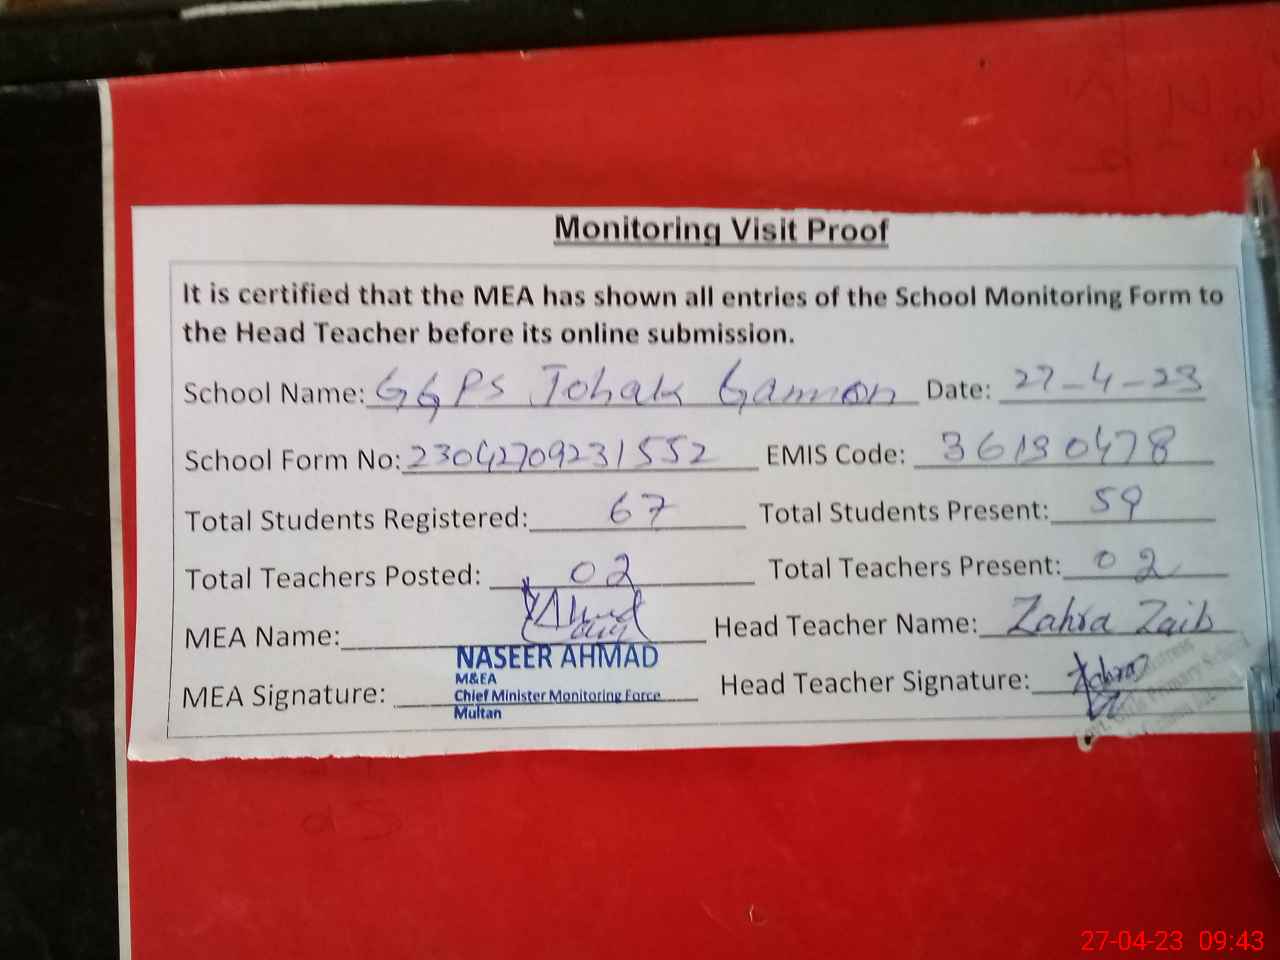 Monitoring Visit Proof
It is certified that the MEA has shown all entries of the School Monitoring Form to
the Head Teacher before its online submission.
School Name: GGPS Johak Gamon Date: 27-4-23
School Form No: 23042709231552 EMIS Code: 36130478
Total Students Registered: 67 Total Students Present: 59
Total Teachers Posted: 02 Total Teachers Present: 02
MEA Name: Head Teacher Name: Zahra Zaib
NASEER AHMAD
M&EA
MEA Signature: Chief Minister Monitoring Force Head Teacher Signature: Zahra
Multan
27-04-23 09:43